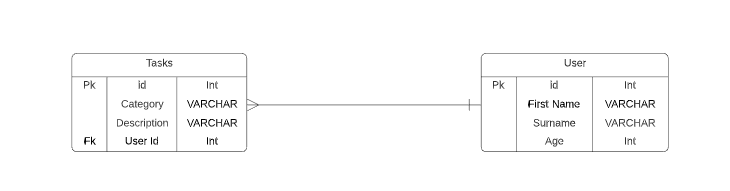 Tasks
Pk id Int
Category VARCHAR
Description VARCHAR
Fk User Id Int
User
Pk id Int
First Name VARCHAR
Surname VARCHAR
Age Int